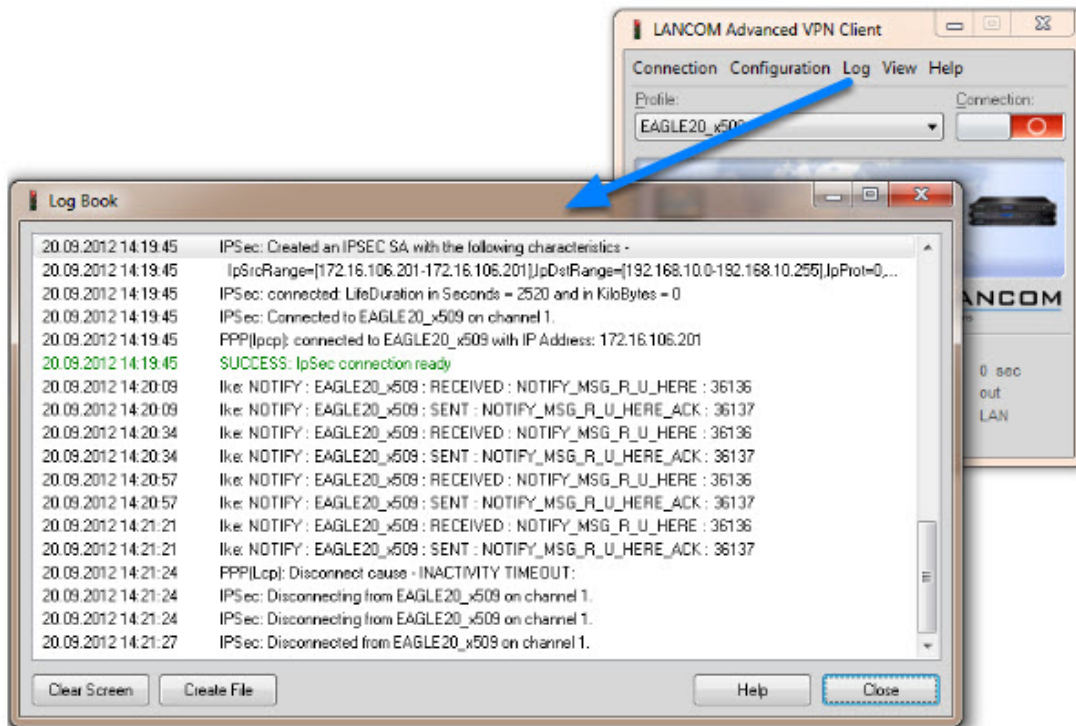 LANCOM Advanced VPN Client
Connection Configuration Log View Help
Profile: Connection:
EAGLE20_x509
Log Book
20.09.2012 14:19:45 IPSec: Created an IPSEC SA with the following characteristics -
20.09.2012 14:19:45 IpSrcRange=[172.16.106.201-172.16.106.201],IpDstRange=[192.168.10.0-192.168.10.255],IpProt=0,...
20.09.2012 14:19:45 IPSec: connected: LifeDuration in Seconds = 2520 and in KiloBytes = 0
20.09.2012 14:19:45 IPSec: Connected to EAGLE20_x509 on channel 1.
20.09.2012 14:19:45 PPP(Ipcp): connected to EAGLE20_x509 with IP Address: 172.16.106.201
20.09.2012 14:19:45 SUCCESS: IpSec connection ready
20.09.2012 14:20:09 Ike: NOTIFY : EAGLE20_x509 : RECEIVED : NOTIFY_MSG_R_U_HERE : 36136
20.09.2012 14:20:09 Ike: NOTIFY : EAGLE20_x509 : SENT : NOTIFY_MSG_R_U_HERE_ACK : 36137
20.09.2012 14:20:34 Ike: NOTIFY : EAGLE20_x509 : RECEIVED : NOTIFY_MSG_R_U_HERE : 36136
20.09.2012 14:20:34 Ike: NOTIFY : EAGLE20_x509 : SENT : NOTIFY_MSG_R_U_HERE_ACK : 36137
20.09.2012 14:20:57 Ike: NOTIFY : EAGLE20_x509 : RECEIVED : NOTIFY_MSG_R_U_HERE : 36136
20.09.2012 14:20:57 Ike: NOTIFY : EAGLE20_x509 : SENT : NOTIFY_MSG_R_U_HERE_ACK : 36137
20.09.2012 14:21:21 Ike: NOTIFY : EAGLE20_x509 : RECEIVED : NOTIFY_MSG_R_U_HERE : 36136
20.09.2012 14:21:21 Ike: NOTIFY : EAGLE20_x509 : SENT : NOTIFY_MSG_R_U_HERE_ACK : 36137
20.09.2012 14:21:24 PPP(Lcp): Disconnect cause - INACTIVITY TIMEOUT:
20.09.2012 14:21:24 IPSec: Disconnecting from EAGLE20_x509 on channel 1.
20.09.2012 14:21:24 IPSec: Disconnecting from EAGLE20_x509 on channel 1.
20.09.2012 14:21:27 IPSec: Disconnected from EAGLE20_x509 on channel 1.
ANCOM
0 sec
out
LAN
Clear Screen Create File Help Close